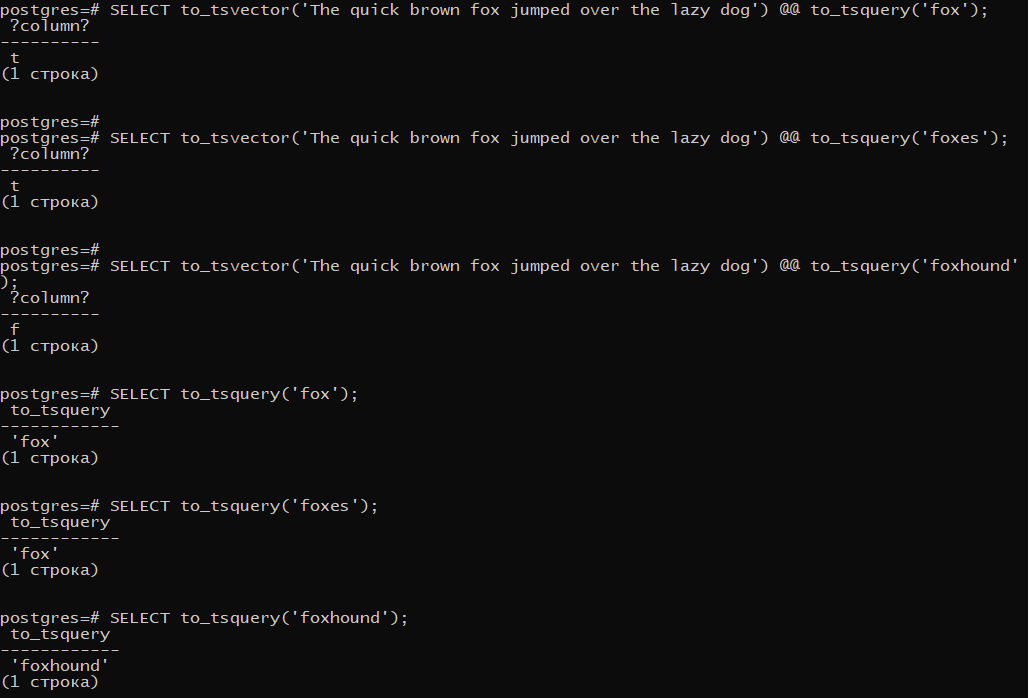 postgres=# SELECT to_tsvector('The quick brown fox jumped over the lazy dog') @@ to_tsquery('fox');
 ?column?
----------
 t
(1 строка)
postgres=#
postgres=# SELECT to_tsvector('The quick brown fox jumped over the lazy dog') @@ to_tsquery('foxes');
 ?column?
----------
 t
(1 строка)
postgres=#
postgres=# SELECT to_tsvector('The quick brown fox jumped over the lazy dog') @@ to_tsquery('foxhound'
);
 ?column?
----------
 f
(1 строка)
postgres=# SELECT to_tsquery('fox');
 to_tsquery
------------
 'fox'
(1 строка)
postgres=# SELECT to_tsquery('foxes');
 to_tsquery
------------
 'fox'
(1 строка)
postgres=# SELECT to_tsquery('foxhound');
 to_tsquery
------------
 'foxhound'
(1 строка)